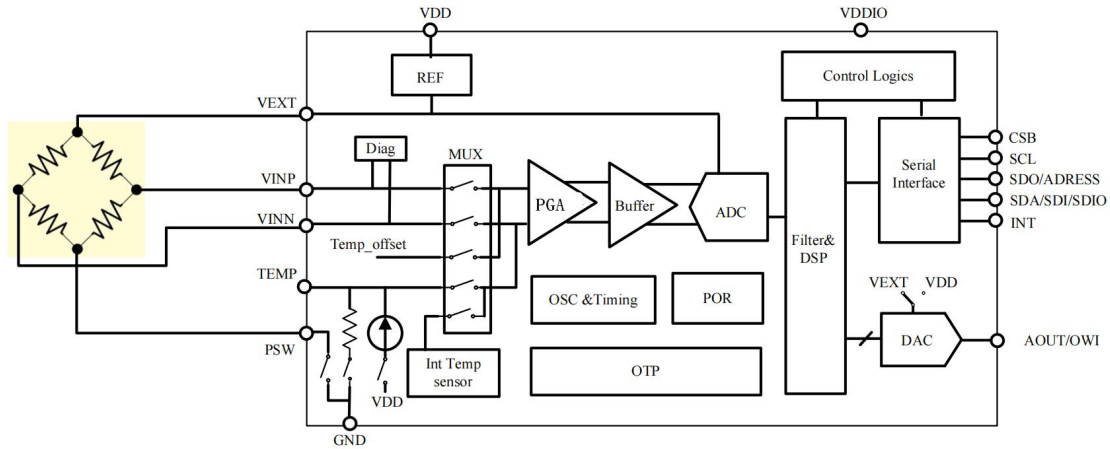 VDD
VDDIO
REF
Control Logics
VEXT
Diag
MUX
CSB
SCL
Serial
Interface
SDO/ADRESS
VINP
PGA
Buffer
ADC
SDA/SDI/SDIO
VINN
INT
Temp_offset
Filter&
DSP
TEMP
OSC &Timing
POR
VEXT
VDD
DAC
AOUT/OWI
PSW
Int Temp
sensor
OTP
VDD
GND